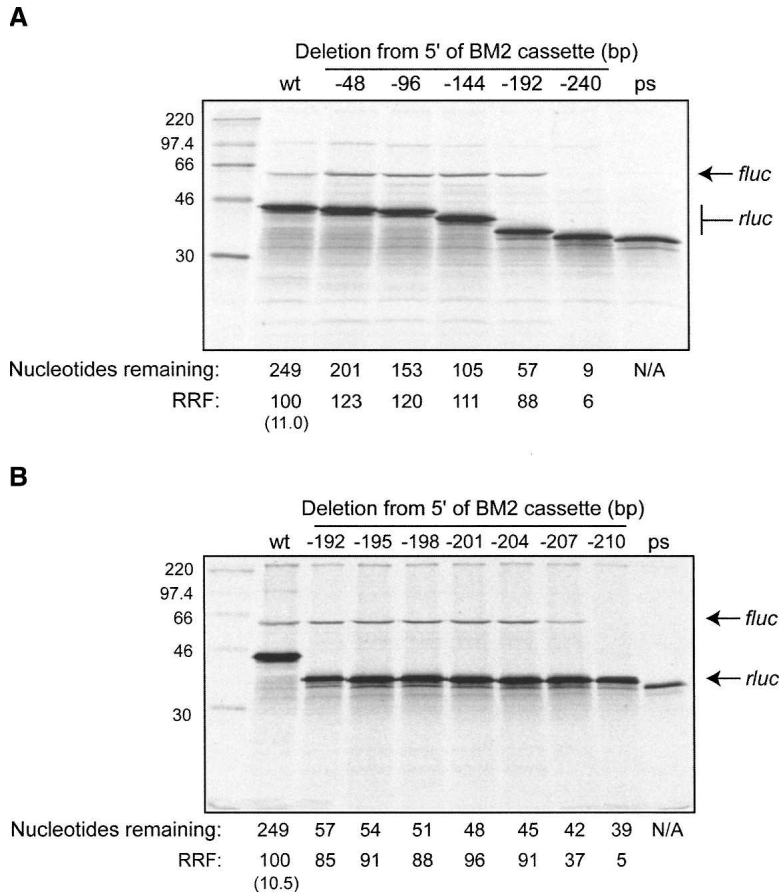 A
Deletion from 5' of BM2 cassette (bp)
wt -48 -96 -144 -192 -240 ps
220
97.4
66
46
30
fluc
rluc
Nucleotides remaining: 249 201 153 105 57 9 N/A
RRF: 100 123 120 111 88 6
(11.0)
B
Deletion from 5' of BM2 cassette (bp)
wt -192 -195 -198 -201 -204 -207 -210 ps
220
97.4
66
46
30
fluc
rluc
Nucleotides remaining: 249 57 54 51 48 45 42 39 N/A
RRF: 100 85 91 88 96 91 37 5
(10.5)